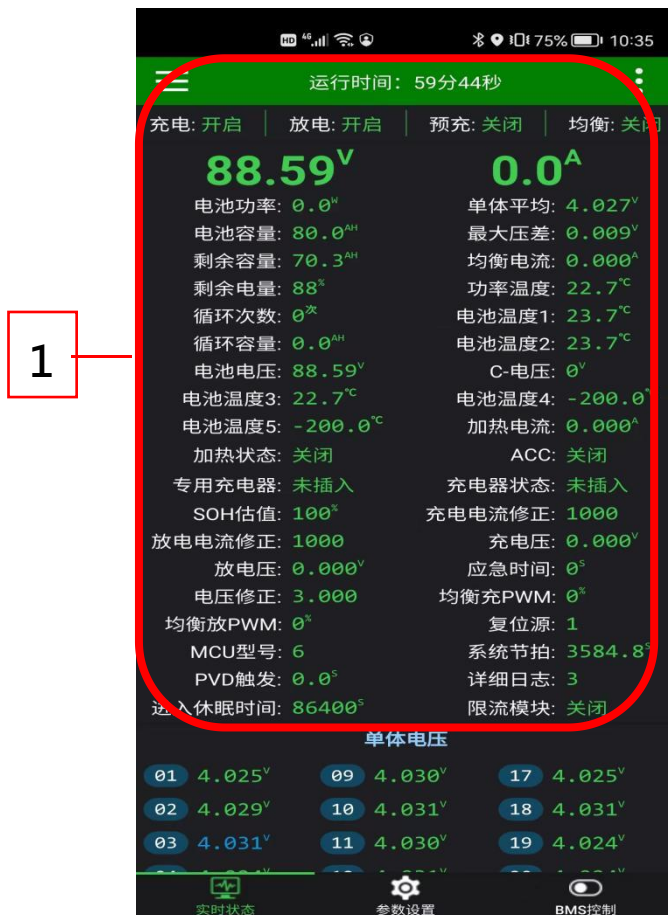 HD 4G 75% 10:35
运行时间: 59分44秒
充电: 开启 放电: 开启 预充: 关闭 均衡: 关闭
88.59V 0.0A
电池功率: 0.0W 单体平均: 4.027V
电池容量: 80.0AH 最大压差: 0.009V
剩余容量: 70.3AH 均衡电流: 0.000A
剩余电量: 88% 功率温度: 22.7℃
循环次数: 0次 电池温度1: 23.7℃
循环容量: 0.0AH 电池温度2: 23.7℃
1
电池电压: 88.59V C-电压: 0V
电池温度3: 22.7℃ 电池温度4: -200.0℃
电池温度5: -200.0℃ 加热电流: 0.000A
加热状态: 关闭 ACC: 关闭
专用充电器: 未插入 充电器状态: 未插入
SOH估值: 100% 充电电流修正: 1000
放电电流修正: 1000 充电压: 0.000V
放电压: 0.000V 应急时间: 0S
电压修正: 3.000 均衡充PWM: 0%
均衡放PWM: 0% 复位源: 1
MCU型号: 6 系统节拍: 3584.8S
PVD触发: 0.0S 详细日志: 3
进入休眠时间: 86400S 限流模块: 关闭
单体电压
01 4.025V 09 4.030V 17 4.025V
02 4.029V 10 4.031V 18 4.031V
03 4.031V 11 4.030V 19 4.024V
实时状态 参数设置 BMS控制